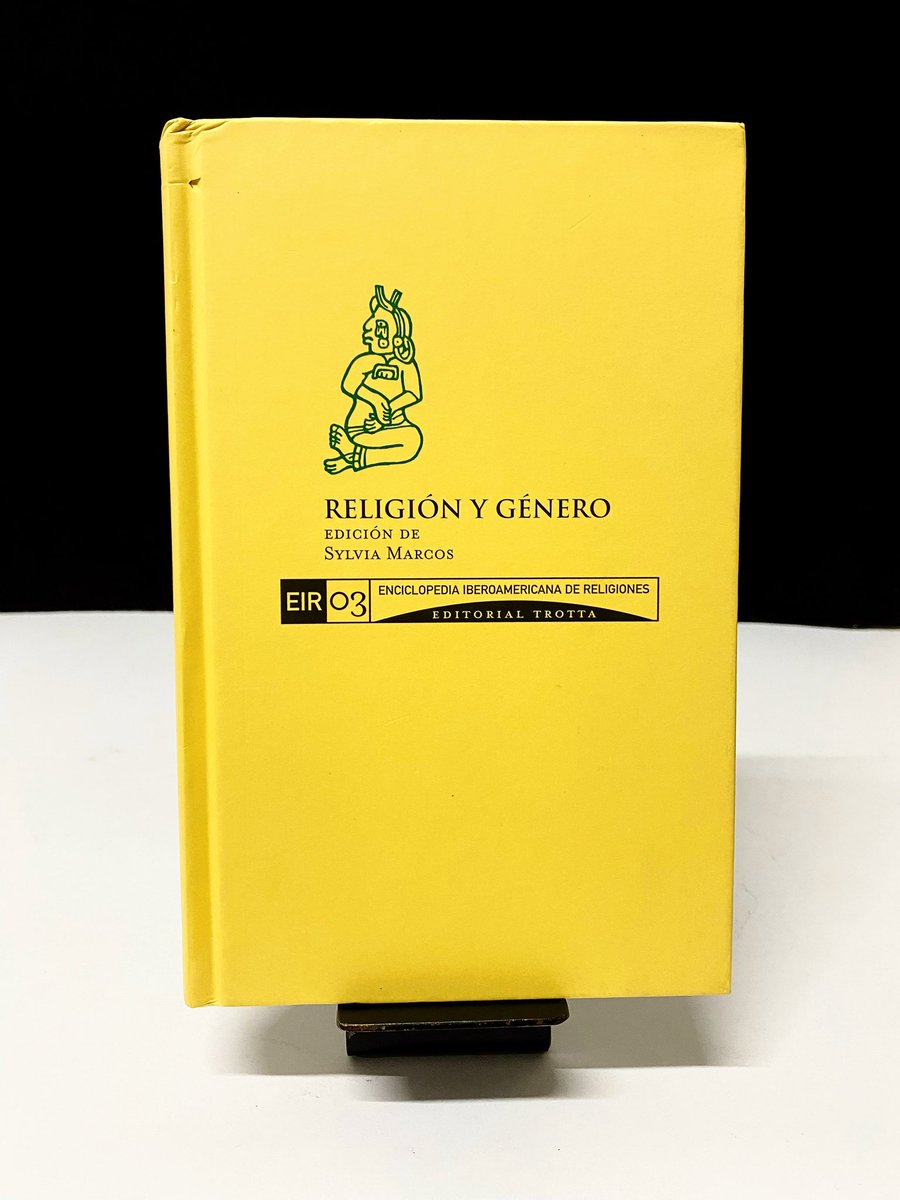 RELIGIÓN Y GÉNERO
EDICIÓN DE
SYLVIA MARCOS
EIR 03 ENCICLOPEDIA IBEROAMERICANA DE RELIGIONES
EDITORIAL TROTTA